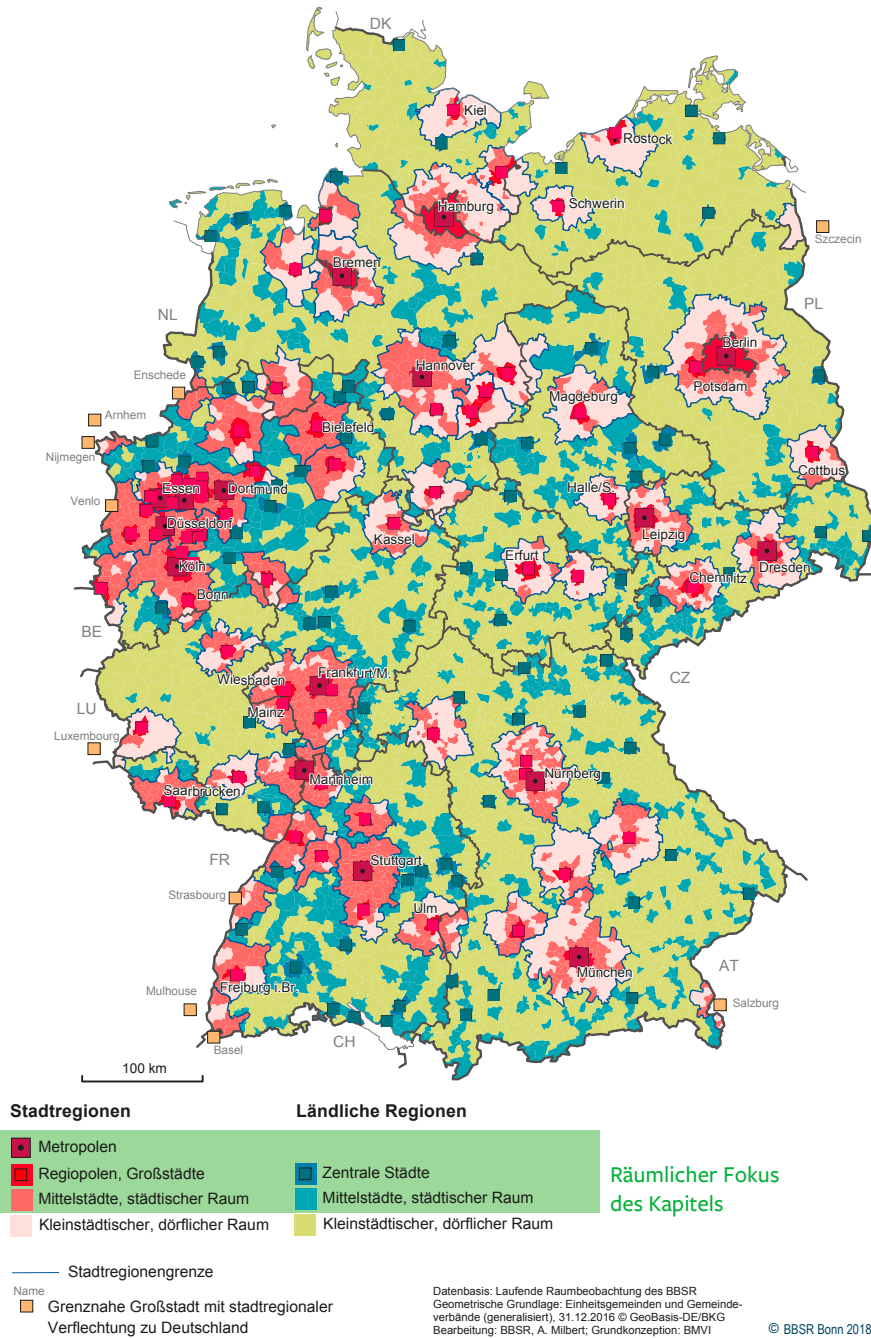 DK
Kiel
Rostock
Hamburg
Schwerin
Szczecin
Bremen
NL
PL
Berlin
Potsdam
Enschede
Hannover
Magdeburg
Arnhem
Bielefeld
Nijmegen
Cottbus
Essen
Dortmund
Halle/S.
Venlo
Düsseldorf
Leipzig
Kassel
Erfurt
Dresden
Köln
Chemnitz
Bonn
BE
Frankfurt/M.
CZ
Wiesbaden
LU
Mainz
Luxembourg
Mannheim
Nürnberg
Saarbrücken
FR
Stuttgart
Strasbourg
Ulm
AT
München
Freiburg i.Br.
Mulhouse
Salzburg
CH
Basel
100 km
Stadtregionen
Ländliche Regionen
Metropolen
Regiopolen, Großstädte
Zentrale Städte
Mittelstädte, städtischer Raum
Mittelstädte, städtischer Raum
Kleinstädtischer, dörflicher Raum
Kleinstädtischer, dörflicher Raum
Räumlicher Fokus
des Kapitels
Stadtregionengrenze
Name
Grenznahe Großstadt mit stadtregionaler
Verflechtung zu Deutschland
Datenbasis: Laufende Raumbeobachtung des BBSR
Geometrische Grundlage: Einheitsgemeinden und Gemeinde-
verbände (generalisiert), 31.12.2016 © GeoBasis-DE/BKG
Bearbeitung: BBSR, A. Milbert; Grundkonzeption: BMVI
© BBSR Bonn 2018